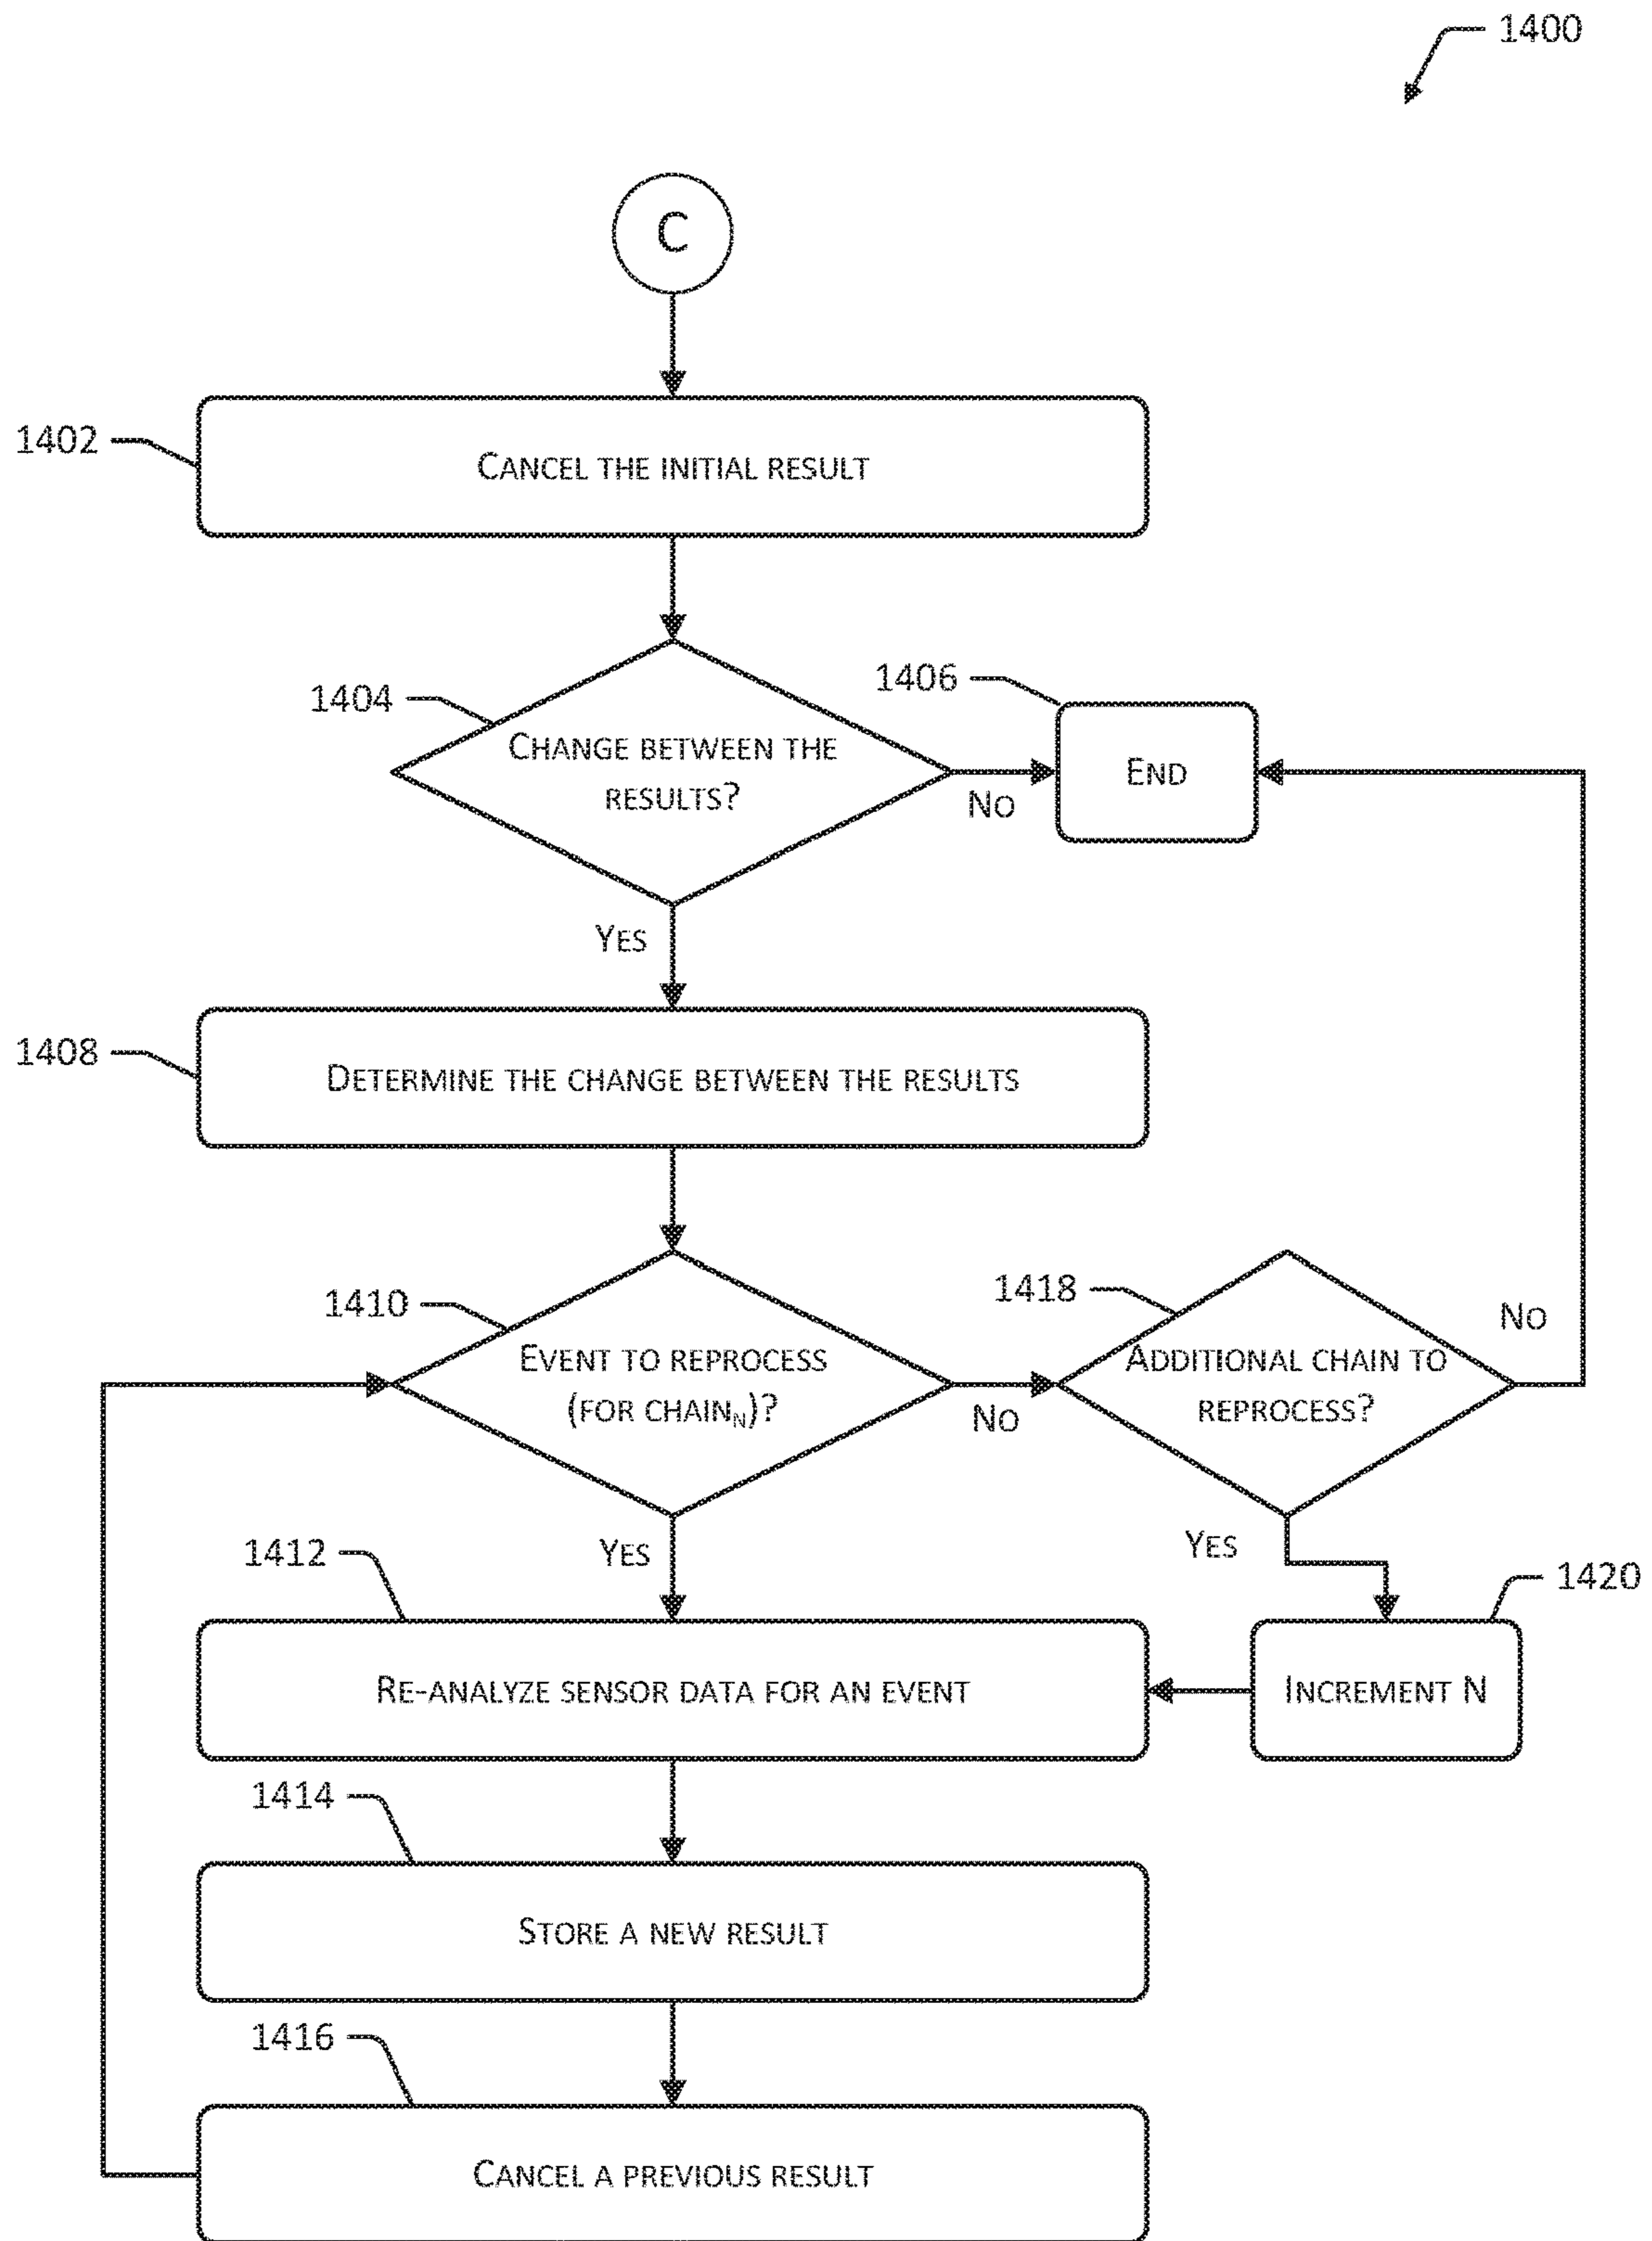 1400
C
1402
Cancel the initial result
1404
Change between the
results?
No
1406
End
Yes
1408
Determine the change between the results
1410
Event to reprocess
(for chainN)?
No
1418
Additional chain to
reprocess?
No
Yes
Yes
1412
Re-analyze sensor data for an event
1420
Increment N
1414
Store a new result
1416
Cancel a previous result